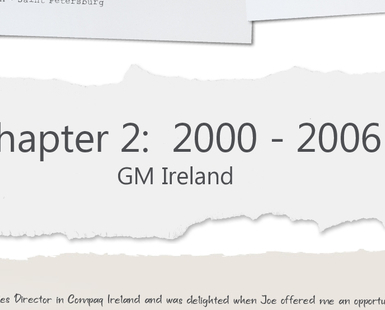 Saint Petersburg
hapter 2: 2000 - 2006
GM Ireland
es Director in Compaq Ireland and was delighted when Joe offered me an opportu